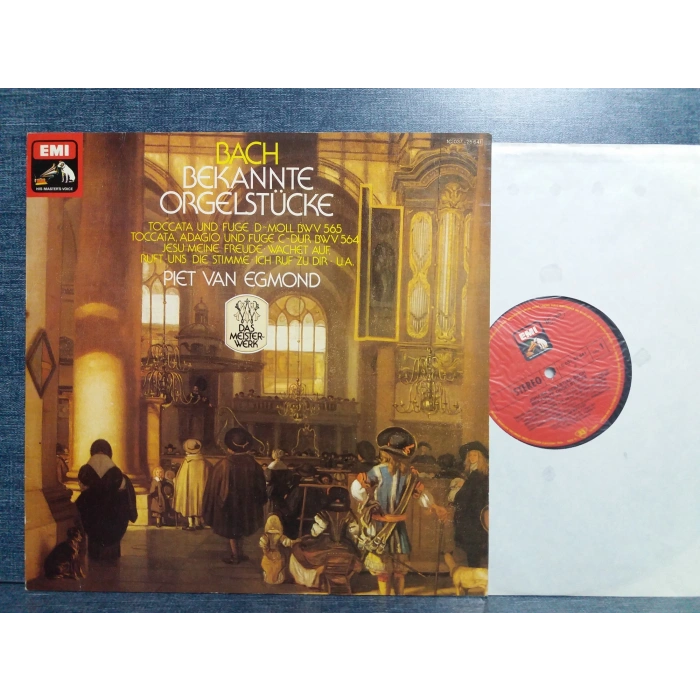 EMI
HIS MASTER'S VOICE
BACH
BEKANNTE
ORGELSTÜCKE
TOCCATA UND FUGE D-MOLL BWV 565
TOCCATA, ADAGIO UND FUGE C-DUR BWV 564
JESU MEINE FREUDE · WACHET AUF,
RUFT UNS DIE STIMME · ICH RUF ZU DIR · U.A.
PIET VAN EGMOND
DAS
MEISTER-
WERK
EMI
STEREO